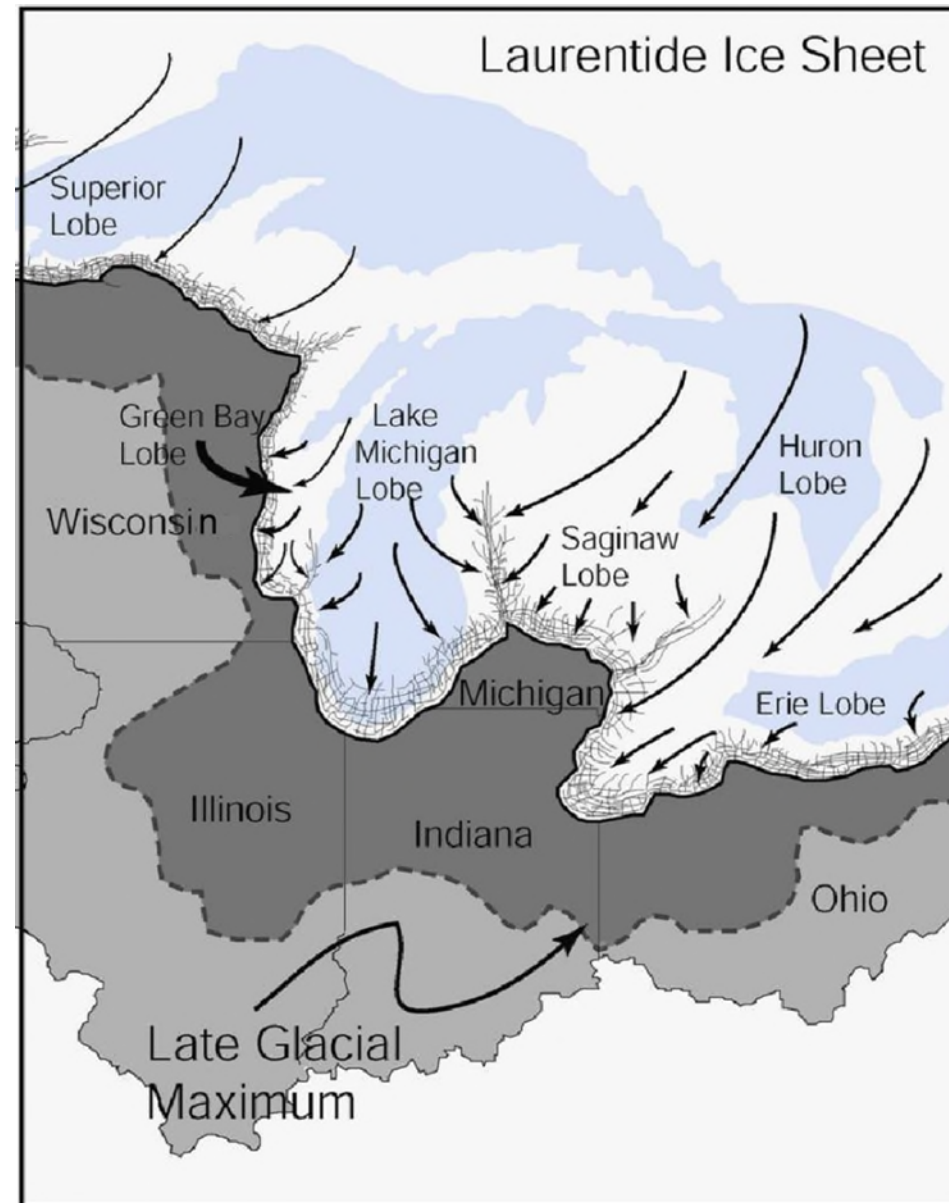 Laurentide Ice Sheet
Superior
Lobe
Green Bay
Lobe
Lake
Michigan
Lobe
Huron
Lobe
Wisconsin
Saginaw
Lobe
Michigan
Erie Lobe
Illinois
Indiana
Ohio
Late Glacial
Maximum